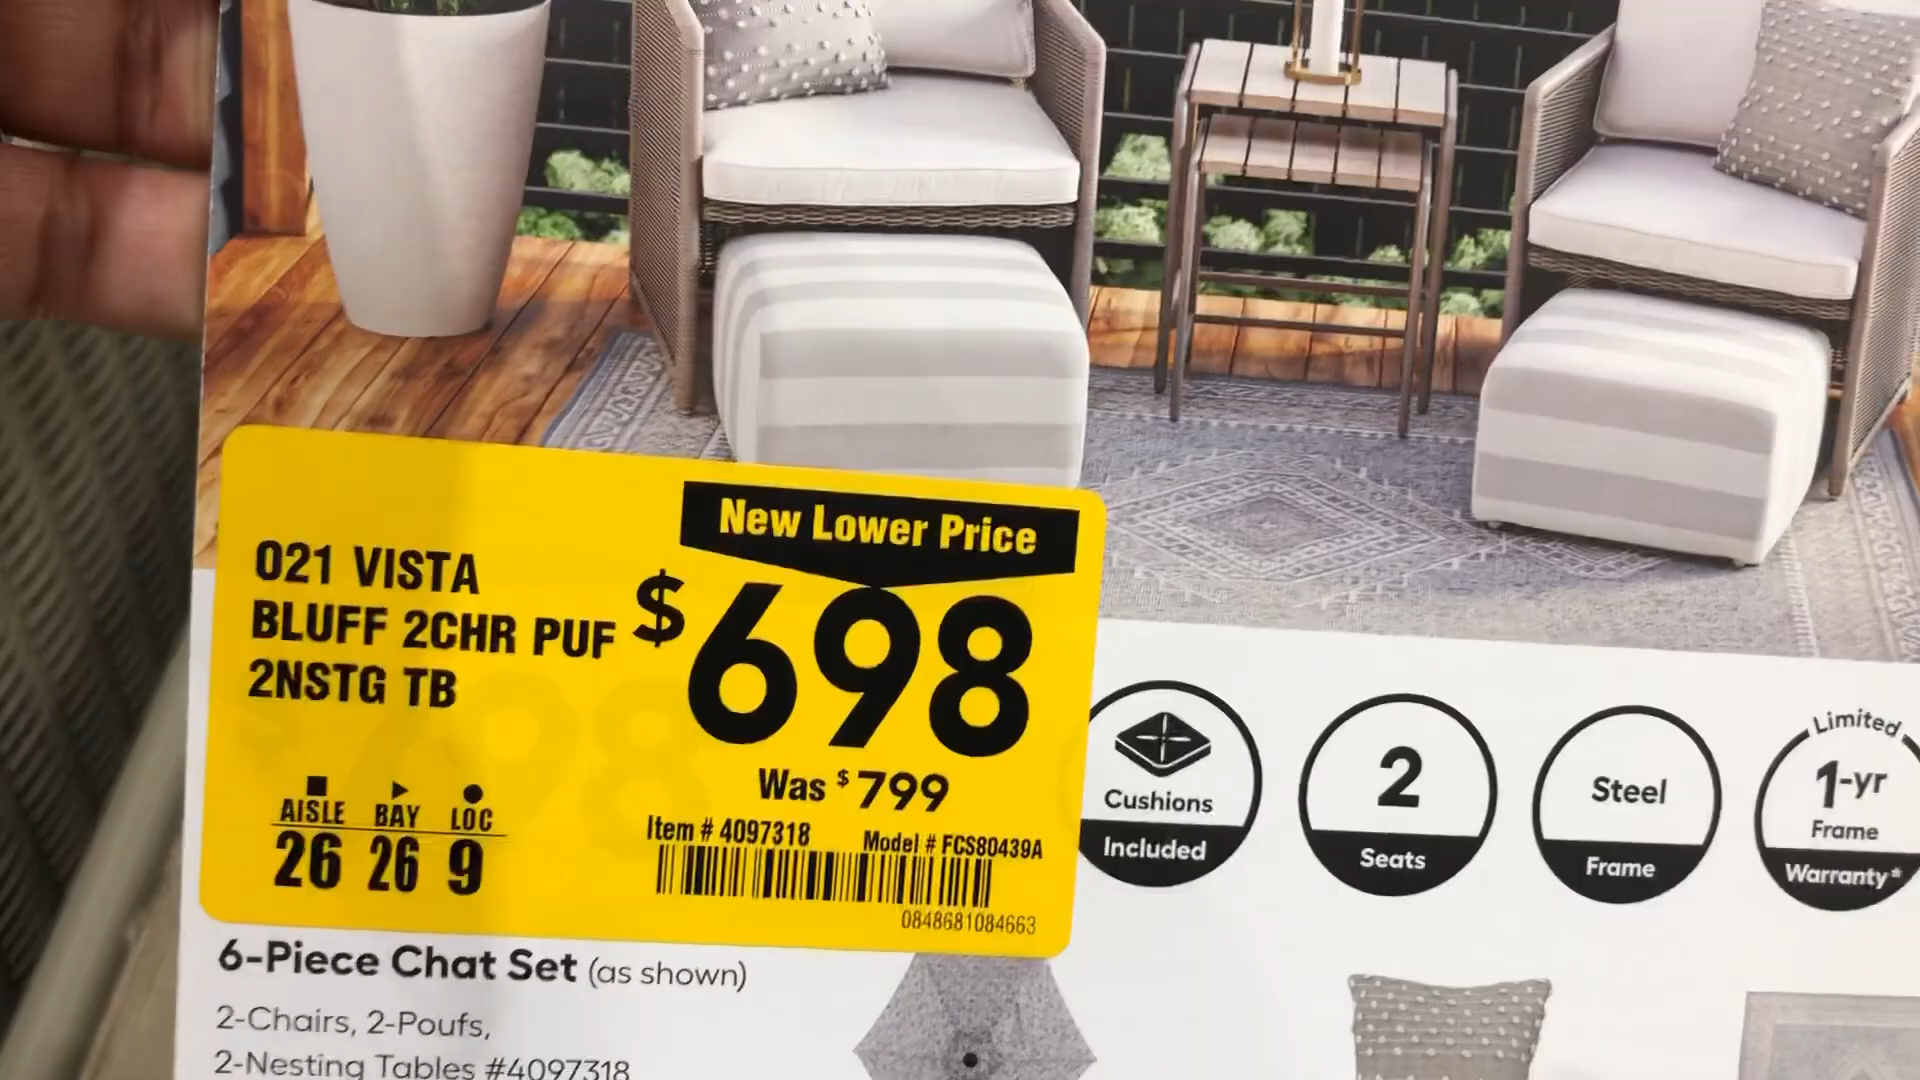 New Lower Price
021 VISTA
BLUFF 2CHR PUF
2NSTG TB
$698
Was $799
AISLE BAY LOC
26 26 9
Item # 4097318 Model # FCS80439A
0848681084663
Cushions
Included
2
Seats
Steel
Frame
Limited
1-yr
Frame
Warranty*
6-Piece Chat Set (as shown)
2-Chairs, 2-Poufs,
2-Nesting Tables #4097318